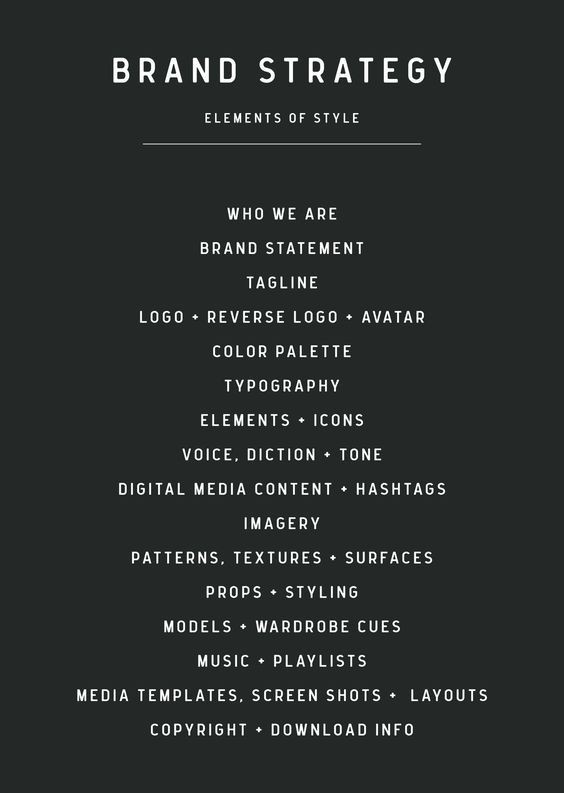 BRAND STRATEGY
ELEMENTS OF STYLE
WHO WE ARE
BRAND STATEMENT
TAGLINE
LOGO + REVERSE LOGO + AVATAR
COLOR PALETTE
TYPOGRAPHY
ELEMENTS + ICONS
VOICE, DICTION + TONE
DIGITAL MEDIA CONTENT + HASHTAGS
IMAGERY
PATTERNS, TEXTURES + SURFACES
PROPS + STYLING
MODELS + WARDROBE CUES
MUSIC + PLAYLISTS
MEDIA TEMPLATES, SCREEN SHOTS + LAYOUTS
COPYRIGHT + DOWNLOAD INFO